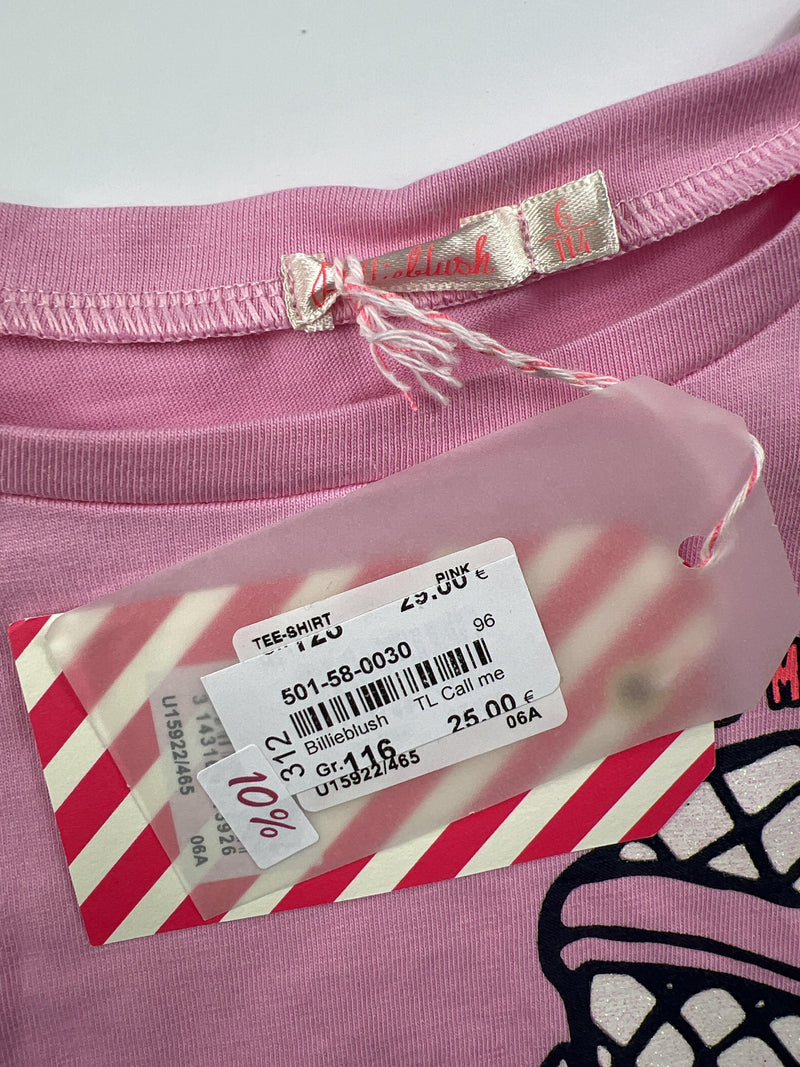 Billieblush
6
114
PINK
29.00 €
TEE-SHIRT
96
501-58-0030
TL Call me
Billieblush
312
25.00 €
Gr.116
06A
U15922/465
10%
U15922/465
06A
M